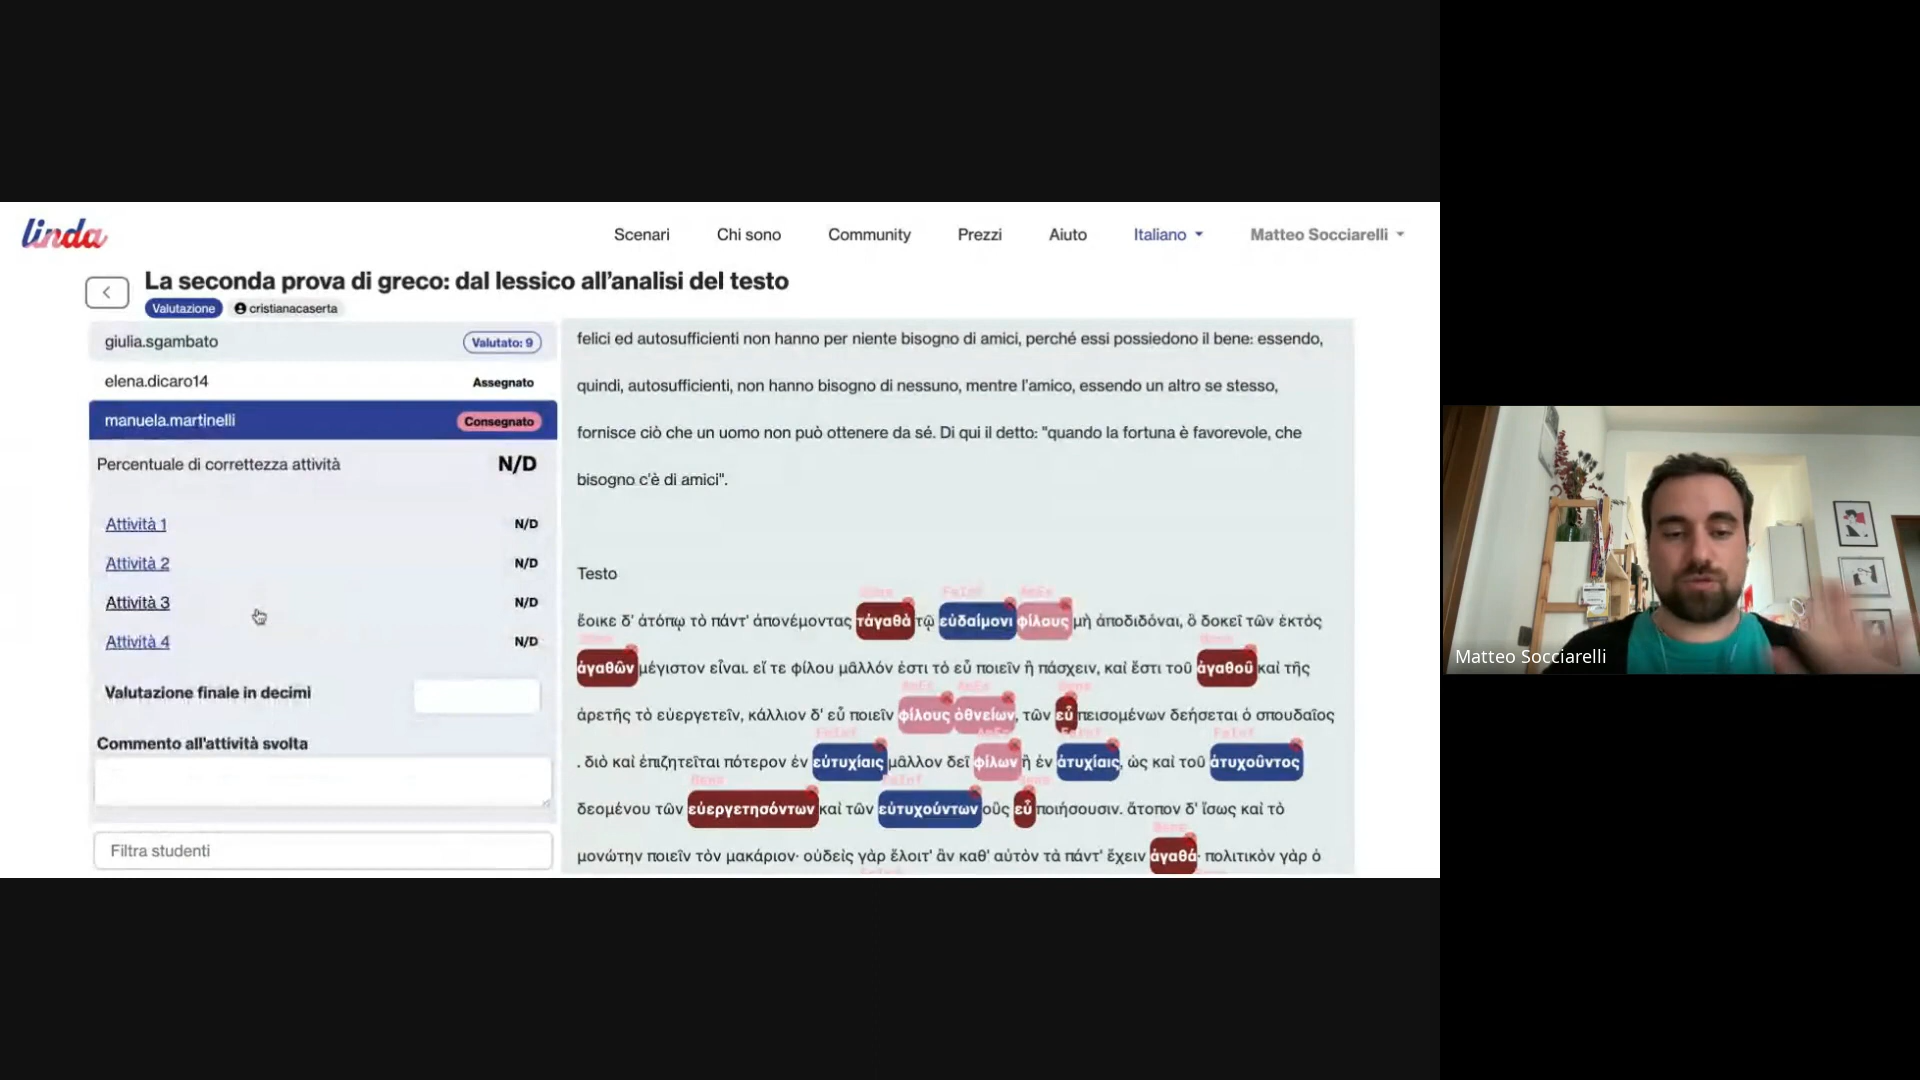 linda
Scenari Chi sono Community Prezzi Aiuto Italiano Matteo Socciarelli
La seconda prova di greco: dal lessico all'analisi del testo
Valutazione cristianacaserta
giulia.sgambato Valutato: 9
elena.dicaro14 Assegnato
manuela.martinelli Consegnato
Percentuale di correttezza attività N/D
Attività 1 N/D
Attività 2 N/D
Attività 3 N/D
Attività 4 N/D
Valutazione finale in decimi
Commento all'attività svolta
Filtra studenti
felici ed autosufficienti non hanno per niente bisogno di amici, perché essi possiedono il bene: essendo,
quindi, autosufficienti, non hanno bisogno di nessuno, mentre l'amico, essendo un altro se stesso,
fornisce ciò che un uomo non può ottenere da sé. Di qui il detto: "quando la fortuna è favorevole, che
bisogno c'è di amici".
Testo
ἔοικε δ' ἀτόπῳ τὸ πάντ' ἀπονέμοντας τἀγαθὰ τῷ εὐδαίμονι φίλους μὴ ἀποδιδόναι, ὃ δοκεῖ τῶν ἐκτὸς
ἀγαθῶν μέγιστον εἶναι. εἴ τε φίλου μᾶλλόν ἐστι τὸ εὖ ποιεῖν ἢ πάσχειν, καί ἐστι τοῦ ἀγαθοῦ καὶ τῆς
ἀρετῆς τὸ εὐεργετεῖν, κάλλιον δ' εὖ ποιεῖν φίλους ὀθνείων, τῶν εὖ πεισομένων δεήσεται ὁ σπουδαῖος
. διὸ καὶ ἐπιζητεῖται πότερον ἐν εὐτυχίαις μᾶλλον δεῖ φίλων ἢ ἐν ἀτυχίαις, ὡς καὶ τοῦ ἀτυχοῦντος
δεομένου τῶν εὐεργετησόντων καὶ τῶν εὐτυχούντων οὓς εὖ ποιήσουσιν. ἄτοπον δ' ἴσως καὶ τὸ
μονώτην ποιεῖν τὸν μακάριον· οὐδεὶς γὰρ ἕλοιτ' ἂν καθ' αὑτὸν τὰ πάντ' ἔχειν ἀγαθά· πολιτικὸν γὰρ ὁ
Matteo Socciarelli